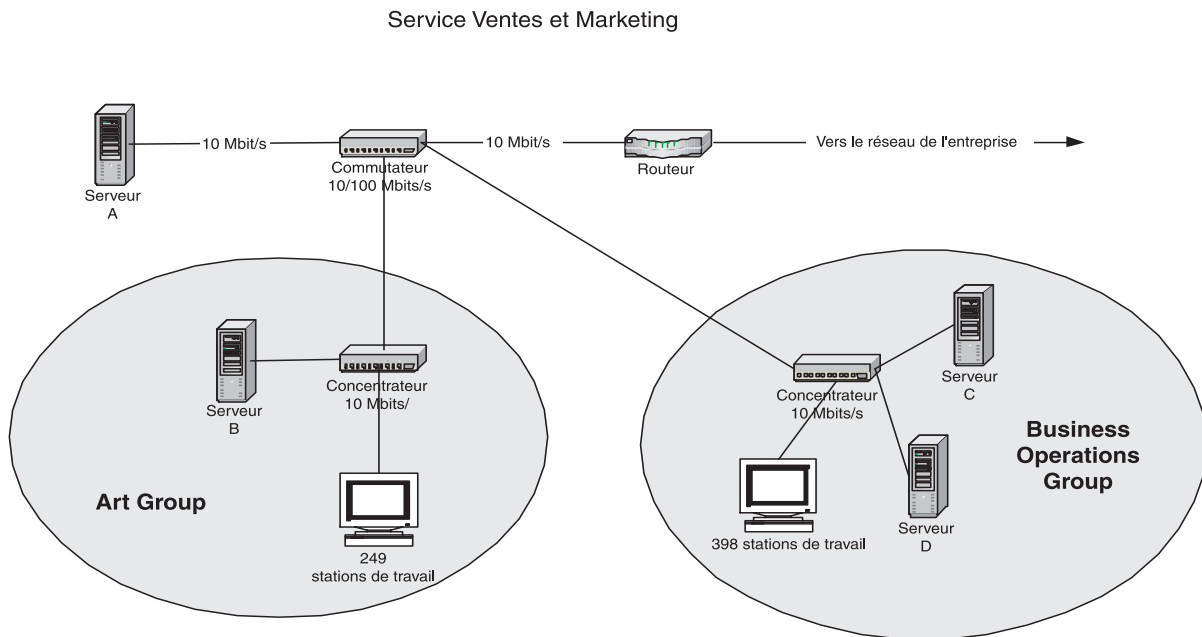 Service Ventes et Marketing
Serveur
A
10 Mbit/s
Commutateur
10/100 Mbits/s
10 Mbit/s
Routeur
Vers le réseau de l'entreprise
Serveur
B
Concentrateur
10 Mbits/
Art Group
249
stations de travail
Concentrateur
10 Mbits/s
Serveur
C
Business
Operations
Group
398 stations de travail
Serveur
D